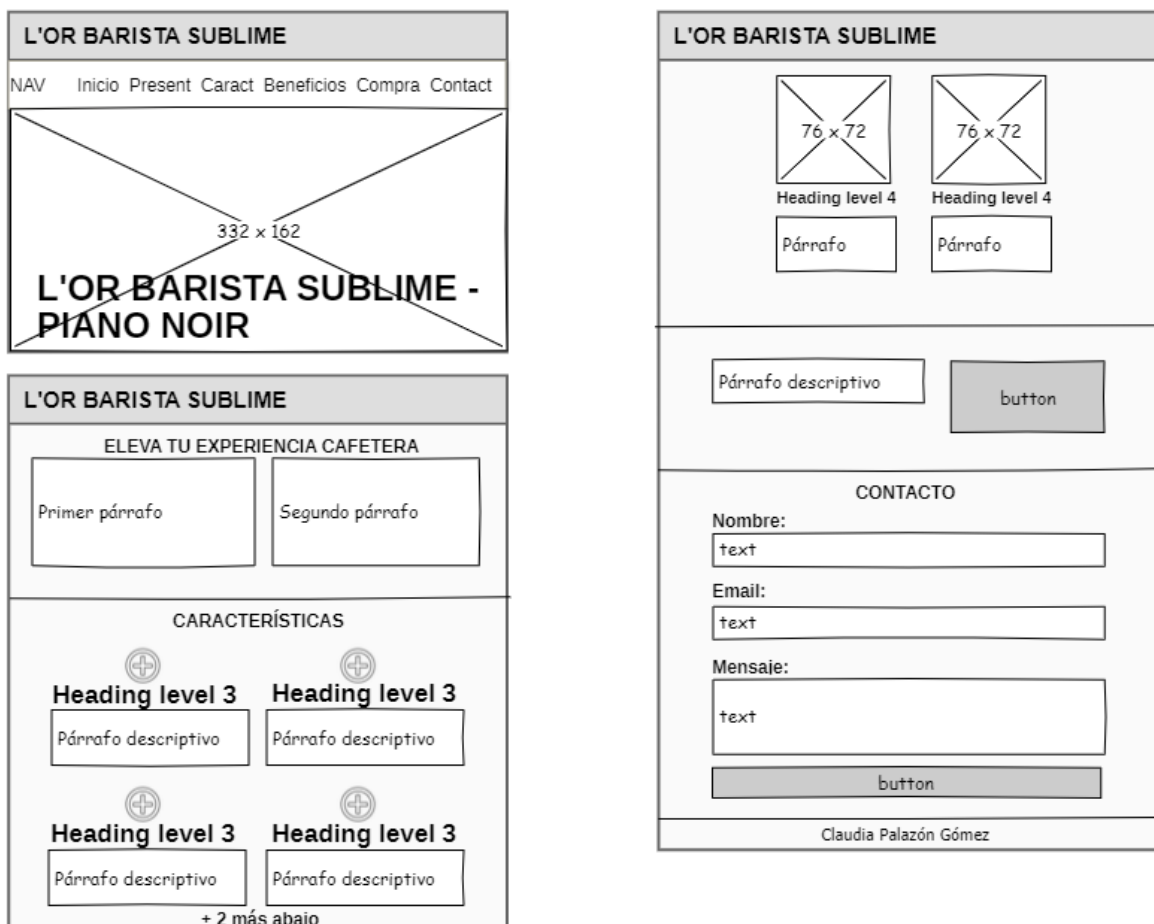 L'OR BARISTA SUBLIME
NAV Inicio Present Caract Beneficios Compra Contact
332 x 162
L'OR BARISTA SUBLIME -
PIANO NOIR
L'OR BARISTA SUBLIME
ELEVA TU EXPERIENCIA CAFETERA
Primer párrafo
Segundo párrafo
CARACTERÍSTICAS
Heading level 3
Heading level 3
Párrafo descriptivo
Párrafo descriptivo
Heading level 3
Heading level 3
Párrafo descriptivo
Párrafo descriptivo
+ 2 más abajo
L'OR BARISTA SUBLIME
76 x 72
76 x 72
Heading level 4
Heading level 4
Párrafo
Párrafo
Párrafo descriptivo
button
CONTACTO
Nombre:
text
Email:
text
Mensaje:
text
button
Claudia Palazón Gómez